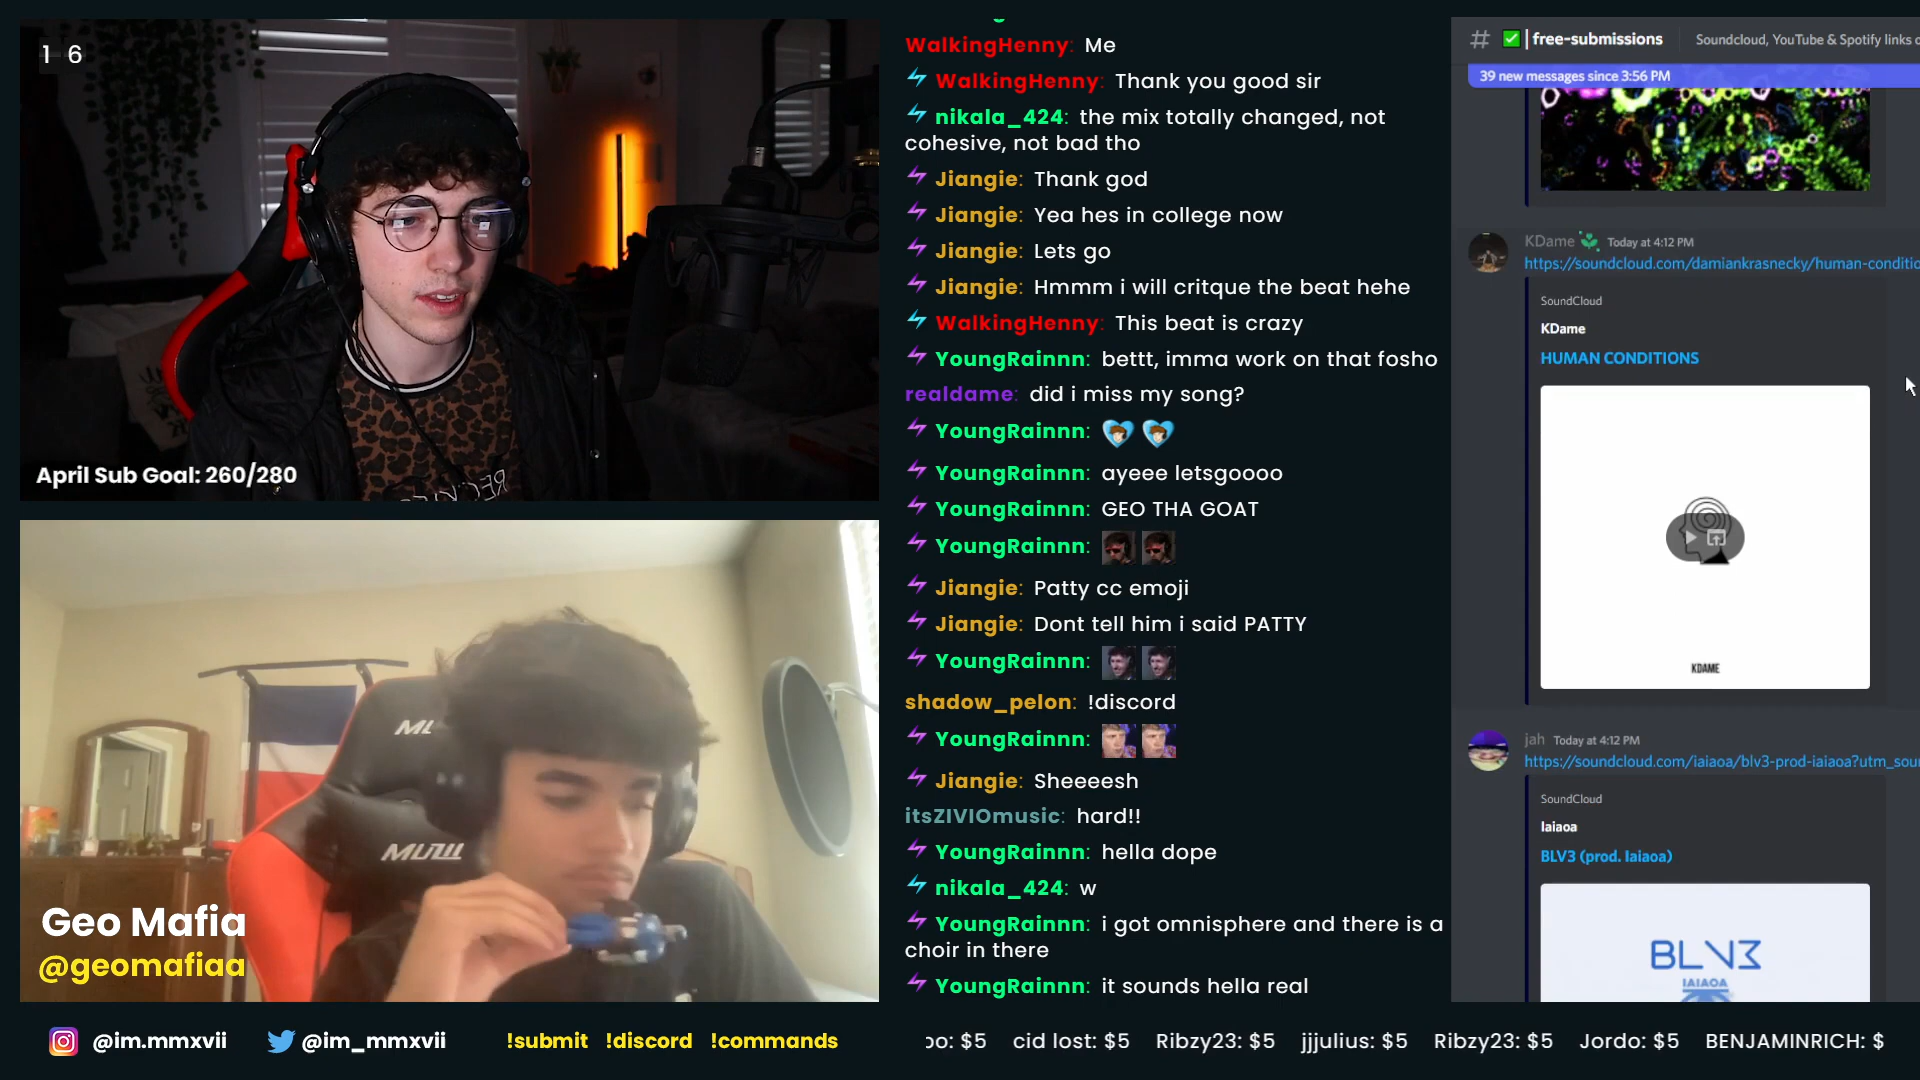 1 6
April Sub Goal: 260/280
Geo Mafia
@geomafiaa
@im.mmxvii
@im_mmxvii
!submit !discord !commands
WalkingHenny: Me
WalkingHenny: Thank you good sir
nikala_424: the mix totally changed, not
cohesive, not bad tho
Jiangie: Thank god
Jiangie: Yea hes in college now
Jiangie: Lets go
Jiangie: Hmmm i will critque the beat hehe
WalkingHenny: This beat is crazy
YoungRainnn: bettt, imma work on that fosho
realdame: did i miss my song?
YoungRainnn:
YoungRainnn: ayeee letsgoooo
YoungRainnn: GEO THA GOAT
YoungRainnn:
Jiangie: Patty cc emoji
Jiangie: Dont tell him i said PATTY
YoungRainnn:
shadow_pelon: !discord
YoungRainnn:
Jiangie: Sheeeesh
itsZIVIOmusic: hard!!
YoungRainnn: hella dope
nikala_424: w
YoungRainnn: i got omnisphere and there is a
choir in there
YoungRainnn: it sounds hella real
# | free-submissions Soundcloud, YouTube & Spotify links
39 new messages since 3:56 PM
KDame Today at 4:12 PM
https://soundcloud.com/damiankrasnecky/human-conditio
SoundCloud
KDame
HUMAN CONDITIONS
KDAME
jah Today at 4:12 PM
https://soundcloud.com/iaiaoa/blv3-prod-iaiaoa?utm_sou
SoundCloud
Iaiaoa
BLV3 (prod. Iaiaoa)
BLV3
IAIAOA
oo: $5 cid lost: $5 Ribzy23: $5 jjjulius: $5 Ribzy23: $5 Jordo: $5 BENJAMINRICH: $